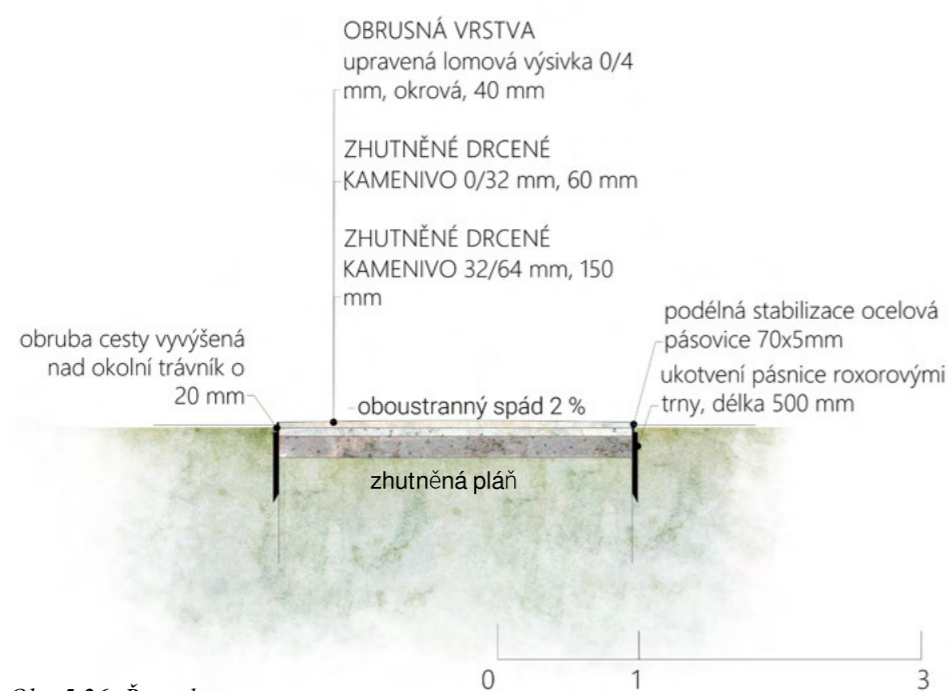 OBRUSNÁ VRSTVA
upravená lomová výsivka 0/4
mm, okrová, 40 mm
ZHUTNĚNÉ DRCENÉ
KAMENIVO 0/32 mm, 60 mm
ZHUTNĚNÉ DRCENÉ
KAMENIVO 32/64 mm, 150
mm
obruba cesty vyvýšená
nad okolní trávník o
20 mm
podélná stabilizace ocelová
pásovice 70x5mm
ukotvení pásnice roxorovými
trny, délka 500 mm
oboustranný spád 2 %
zhutněná pláň
0 1 3